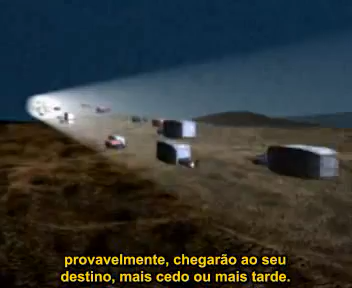 provavelmente, chegarão ao seu
destino, mais cedo ou mais tarde.